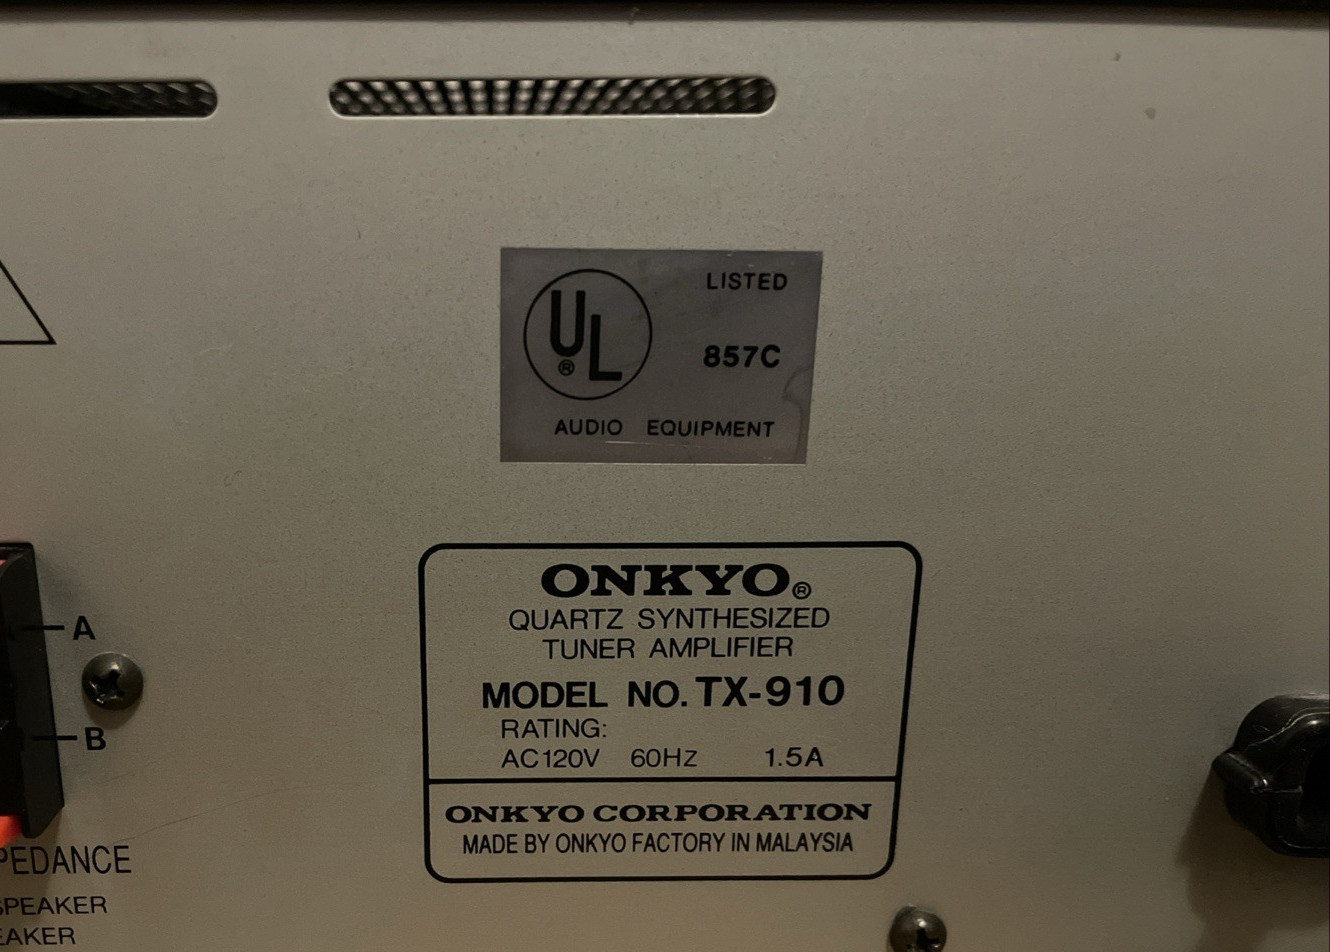 LISTED
UL®
857C
AUDIO EQUIPMENT
ONKYO®
QUARTZ SYNTHESIZED
TUNER AMPLIFIER
MODEL NO. TX-910
RATING:
AC120V 60Hz 1.5A
ONKYO CORPORATION
MADE BY ONKYO FACTORY IN MALAYSIA
A
B
PEDANCE
SPEAKER
EAKER